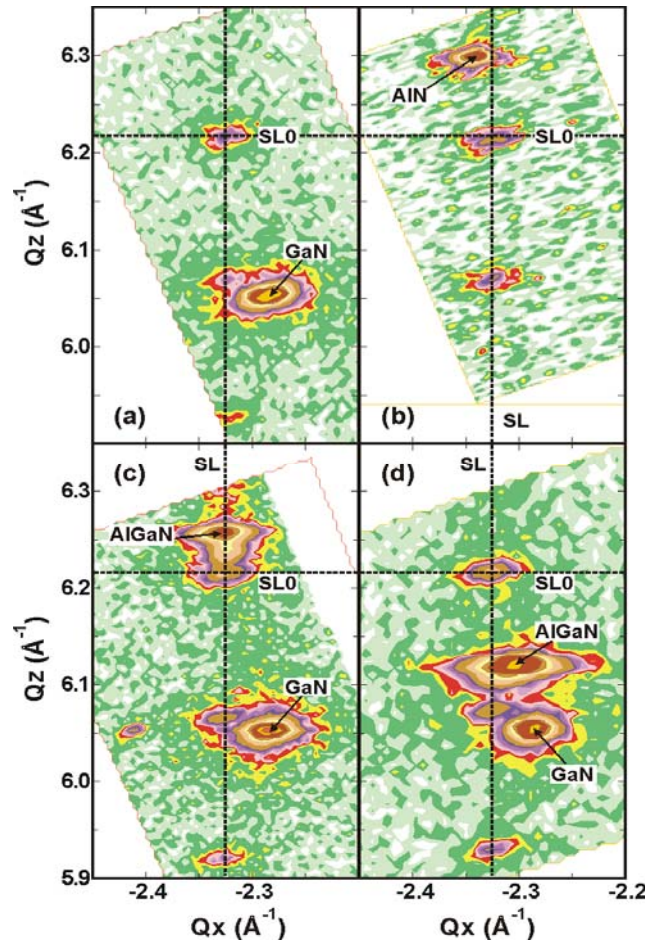 6.3
6.2
6.1
6.0
Qz (Å⁻¹)
SL0
GaN
(a)
AlN
SL0
(b)
SL
6.3
6.2
6.1
6.0
5.9
Qz (Å⁻¹)
(c)
SL
AlGaN
SL0
GaN
(d)
SL0
AlGaN
GaN
-2.4
-2.3
-2.4
-2.3
-2.2
Qx (Å⁻¹)
Qx (Å⁻¹)